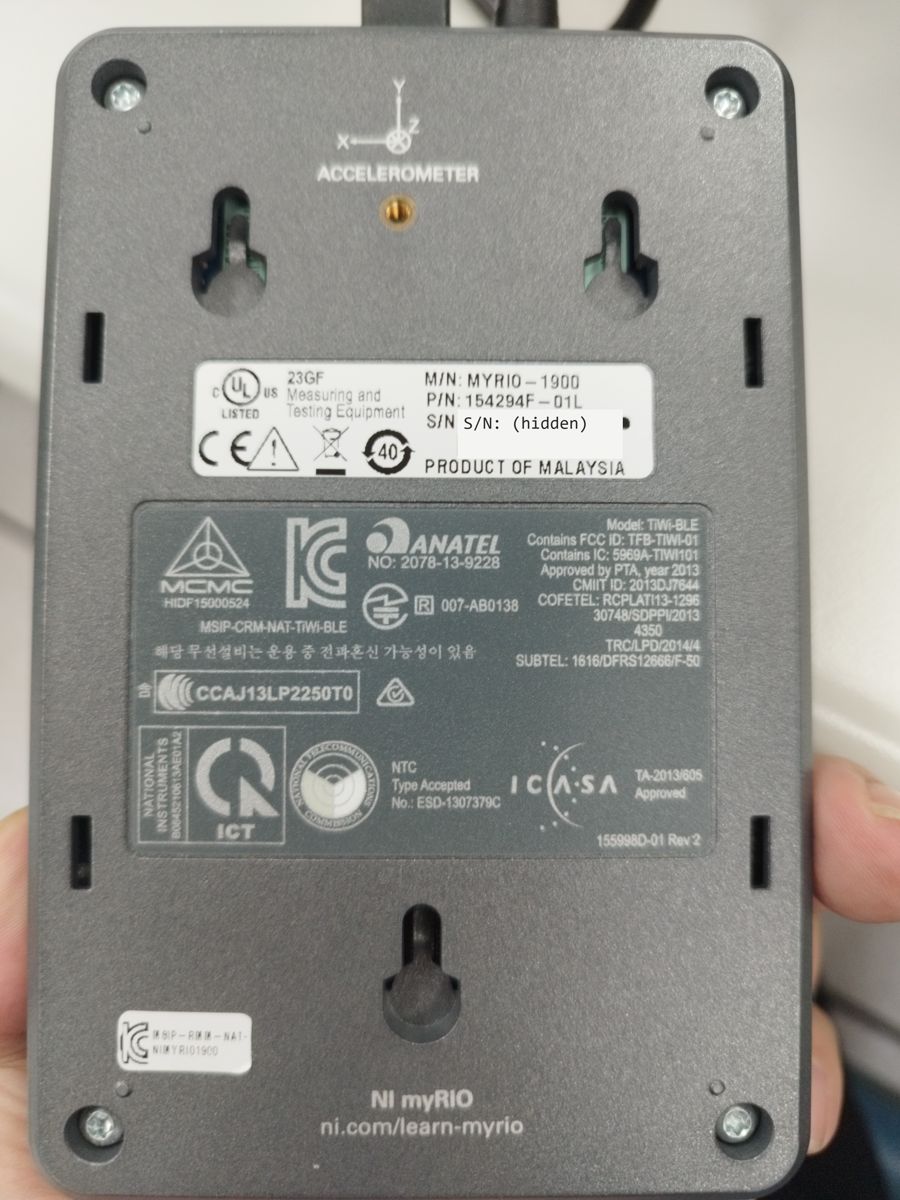 Y
Z
X
ACCELEROMETER
C UL US
LISTED
23GF
Measuring and
Testing Equipment
M/N: MYRIO-1900
P/N: 154294F-01L
S/N
S/N: (hidden)
CE
40
PRODUCT OF MALAYSIA
MCMC
HIDF15000524
KC
ANATEL
NO: 2078-13-9228
R 007-AB0138
MSIP-CRM-NAT-TiWi-BLE
해당 무선설비는 운용 중 전파혼신 가능성이 있음
Model: TiWi-BLE
Contains FCC ID: TFB-TIWI-01
Contains IC: 5969A-TIWI101
Approved by PTA, year 2013
CMIIT ID: 2013DJ7644
COFETEL: RCPLATI13-1296
30748/SDPPI/2013
4350
TRC/LPD/2014/4
SUBTEL: 1616/DFRS12666/F-50
CCAJ13LP2250T0
NATIONAL
INSTRUMENTS
ICT
NATIONAL TELECOMMUNICATIONS
COMMISSION
NTC
Type Accepted
No.: ESD-1307379C
ICASA
TA-2013/605
Approved
155998D-01 Rev 2
KC
NIMYRIO1900
NI myRIO
ni.com/learn-myrio